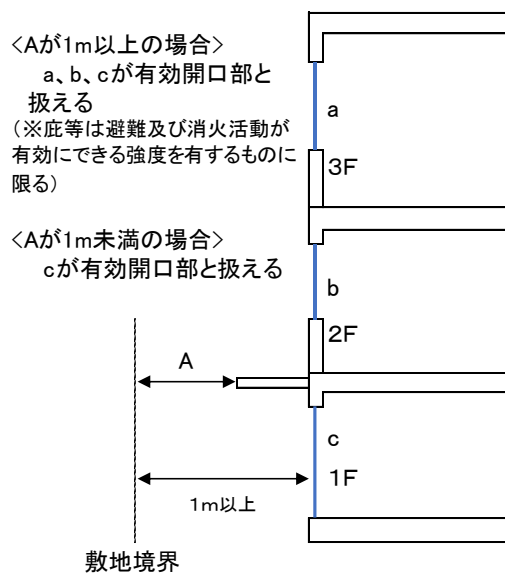 <Aが1m以上の場合>
a、b、cが有効開口部と
扱える
(※庇等は避難及び消火活動が
有効にできる強度を有するものに
限る)
<Aが1m未満の場合>
cが有効開口部と扱える
a
3F
b
2F
A
c
1F
1m以上
敷地境界